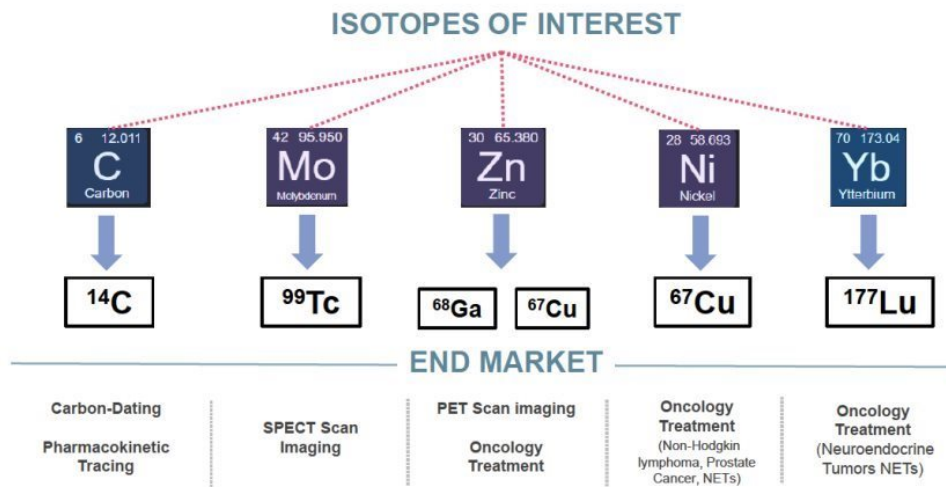 ISOTOPES OF INTEREST
6 12.011
C
Carbon
42 95.950
Mo
Molybdenum
30 65.380
Zn
Zinc
28 58.693
Ni
Nickel
70 173.04
Yb
Ytterbium
¹⁴C
⁹⁹Tc
⁶⁸Ga
⁶⁷Cu
⁶⁷Cu
¹⁷⁷Lu
END MARKET
Carbon-Dating
Pharmacokinetic
Tracing
SPECT Scan
Imaging
PET Scan imaging
Oncology
Treatment
Oncology
Treatment
(Non-Hodgkin
lymphoma, Prostate
Cancer, NETs)
Oncology
Treatment
(Neuroendocrine
Tumors NETs)